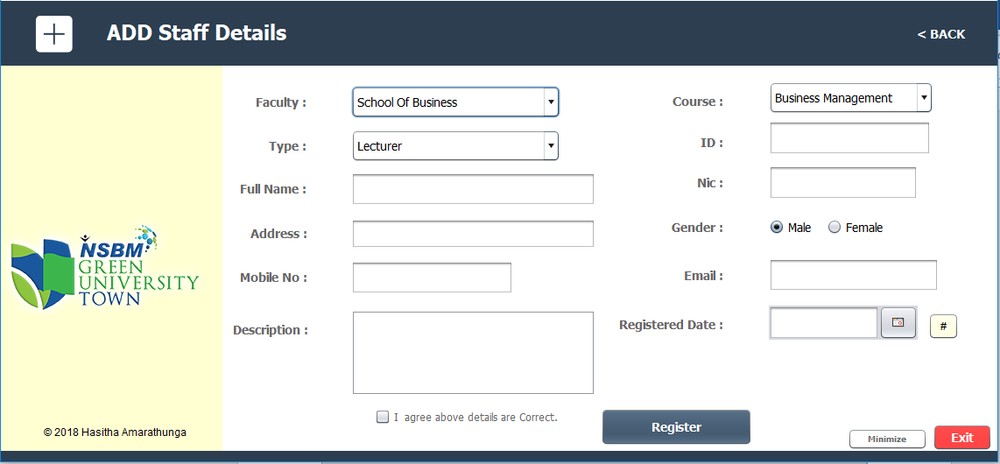 ADD Staff Details
< BACK
Faculty :
School Of Business
Course :
Business Management
Type :
Lecturer
ID :
Full Name :
Nic :
Address :
Gender :
Male
Female
Mobile No :
Email :
Description :
Registered Date :
#
NSBM
GREEN
UNIVERSITY
TOWN
I agree above details are Correct.
Register
© 2018 Hasitha Amarathunga
Minimize
Exit